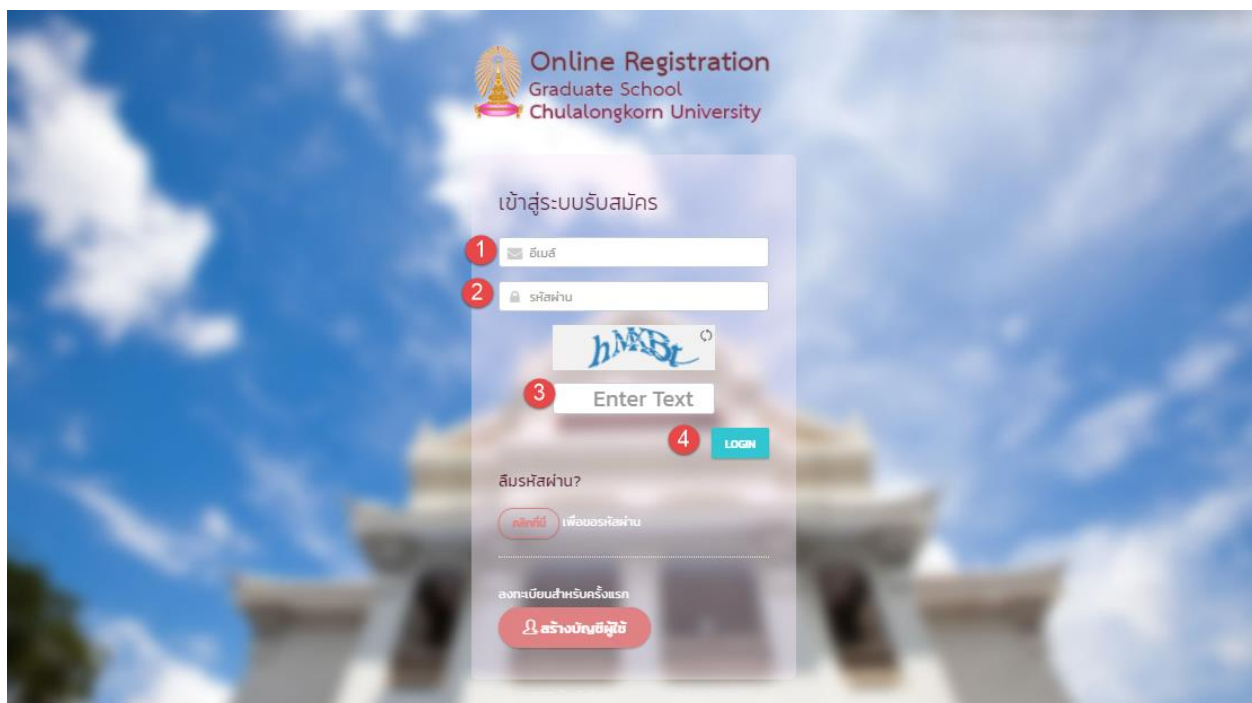 Online Registration
Graduate School
Chulalongkorn University
เข้าสู่ระบบรับสมัคร
1 อีเมล์
2 รหัสผ่าน
hMXBt
3 Enter Text
4 LOGIN
ลืมรหัสผ่าน?
คลิกที่นี่ เพื่อขอรหัสผ่าน
ลงทะเบียนสำหรับครั้งแรก
สร้างบัญชีผู้ใช้